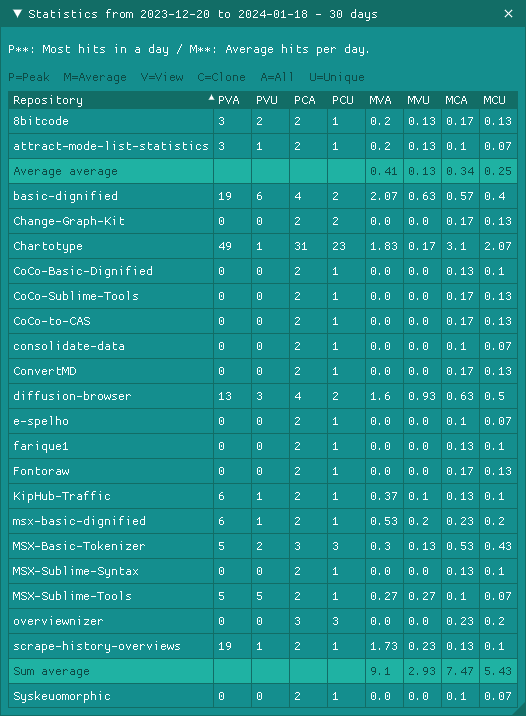 ▼ Statistics from 2023-12-20 to 2024-01-18 - 30 days ×
P**: Most hits in a day / M**: Average hits per day.
P=Peak M=Average V=View C=Clone A=All U=Unique
Repository ▲ PVA PVU PCA PCU MVA MVU MCA MCU
8bitcode 3 2 2 1 0.2 0.13 0.17 0.13
attract-mode-list-statistics 3 1 2 1 0.2 0.13 0.1 0.07
Average average 0.41 0.13 0.34 0.25
basic-dignified 19 6 4 2 2.07 0.63 0.57 0.4
Change-Graph-Kit 0 0 2 2 0.0 0.0 0.17 0.13
Chartotype 49 1 31 23 1.83 0.17 3.1 2.07
CoCo-Basic-Dignified 0 0 2 1 0.0 0.0 0.13 0.1
CoCo-Sublime-Tools 0 0 2 1 0.0 0.0 0.17 0.13
CoCo-to-CAS 0 0 2 1 0.0 0.0 0.17 0.13
consolidate-data 0 0 2 1 0.0 0.0 0.1 0.07
ConvertMD 0 0 2 1 0.0 0.0 0.17 0.13
diffusion-browser 13 3 4 2 1.6 0.93 0.63 0.5
e-spelho 0 0 2 1 0.0 0.0 0.1 0.07
farique1 0 0 2 1 0.0 0.0 0.13 0.1
Fontoraw 0 0 2 1 0.0 0.0 0.17 0.13
KipHub-Traffic 6 1 2 1 0.37 0.1 0.13 0.1
msx-basic-dignified 6 1 2 1 0.53 0.2 0.23 0.2
MSX-Basic-Tokenizer 5 2 3 3 0.3 0.13 0.53 0.43
MSX-Sublime-Syntax 0 0 2 1 0.0 0.0 0.13 0.1
MSX-Sublime-Tools 5 5 2 1 0.27 0.27 0.1 0.07
overviewnizer 0 0 3 3 0.0 0.0 0.23 0.2
scrape-history-overviews 19 1 2 1 1.73 0.23 0.13 0.1
Sum average 9.1 2.93 7.47 5.43
Syskeuomorphic 0 0 2 1 0.0 0.0 0.1 0.07